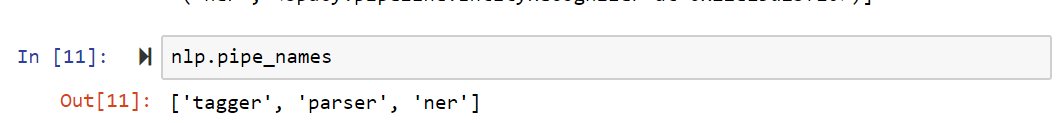 In [11]: nlp.pipe_names
Out[11]: ['tagger', 'parser', 'ner']